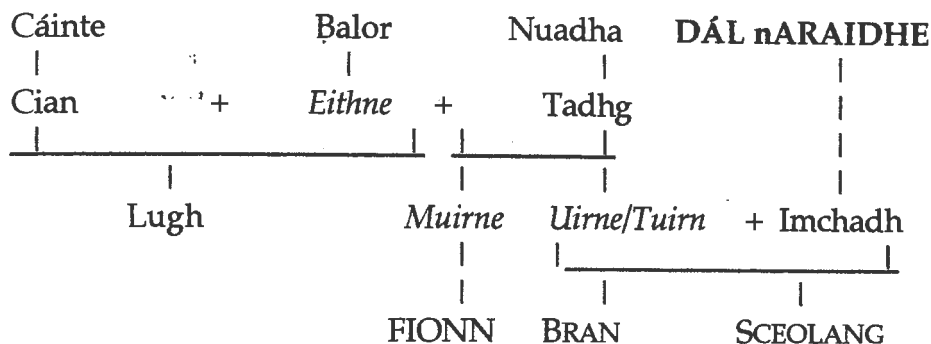 Cáinte Balor Nuadha DÁL nARAIDHE
Cian + Eithne + Tadhg
Lugh Muirne Uirne/Tuirn + Imchadh
FIONN BRAN SCEOLANG